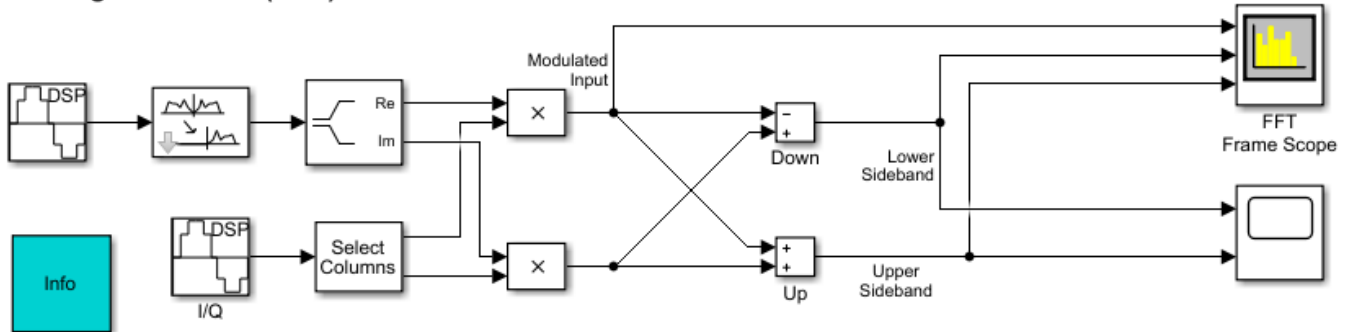 Modulated
Input
DSP
Re
Im
×
−
+
Down
FFT
Frame Scope
Lower
Sideband
DSP
I/Q
Select
Columns
×
+
+
Up
Upper
Sideband
Info